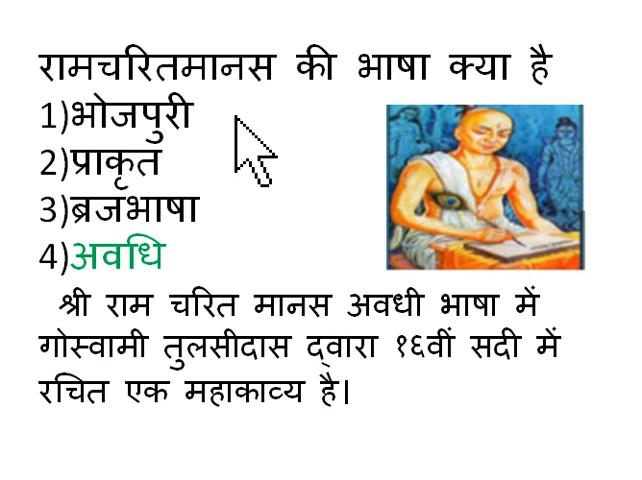 रामचरितमानस की भाषा क्या है
1)भोजपुरी
2)प्राकृत
3)ब्रजभाषा
4)अवधि
श्री राम चरित मानस अवधी भाषा में
गोस्वामी तुलसीदास द्वारा १६वीं सदी में
रचित एक महाकाव्य है।